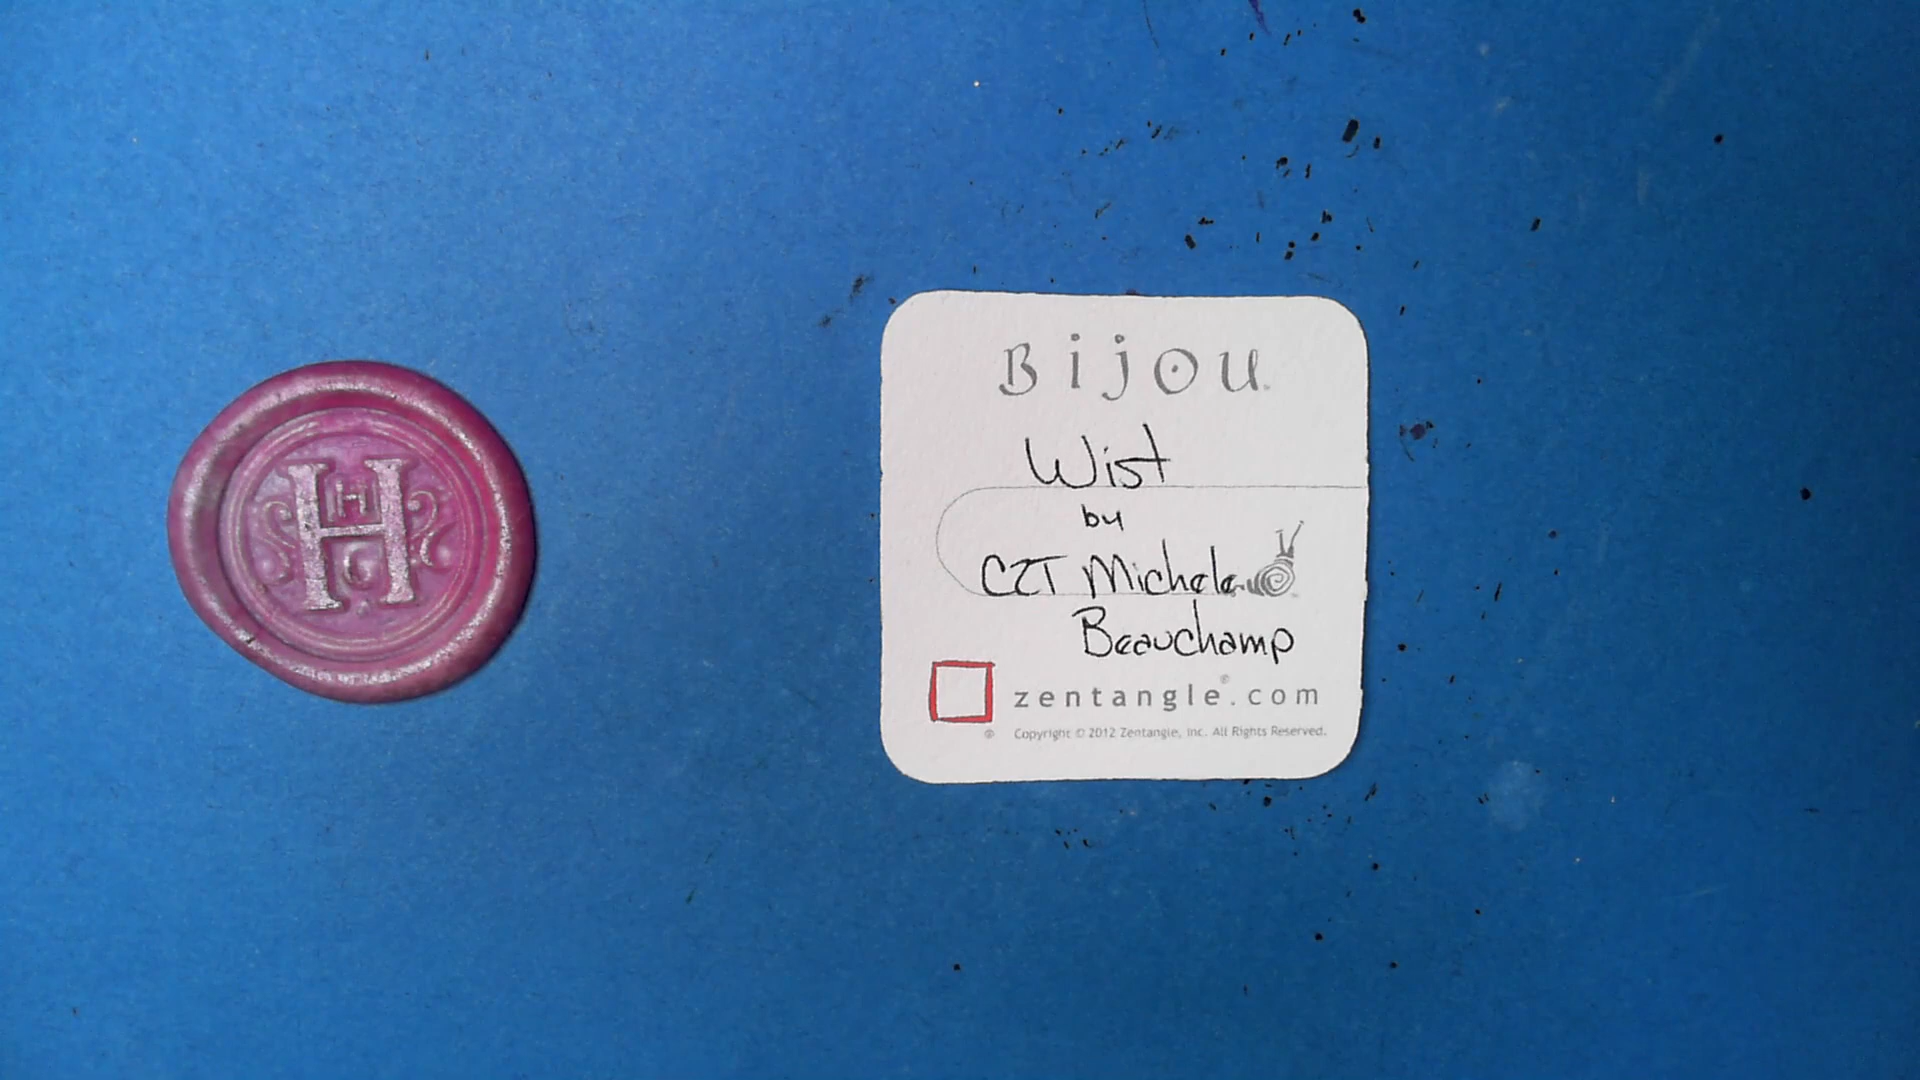 H
H
Bijou
Wist
by
CZT Michele
Beauchamp
zentangle®.com
® Copyright © 2012 Zentangle, Inc. All Rights Reserved.